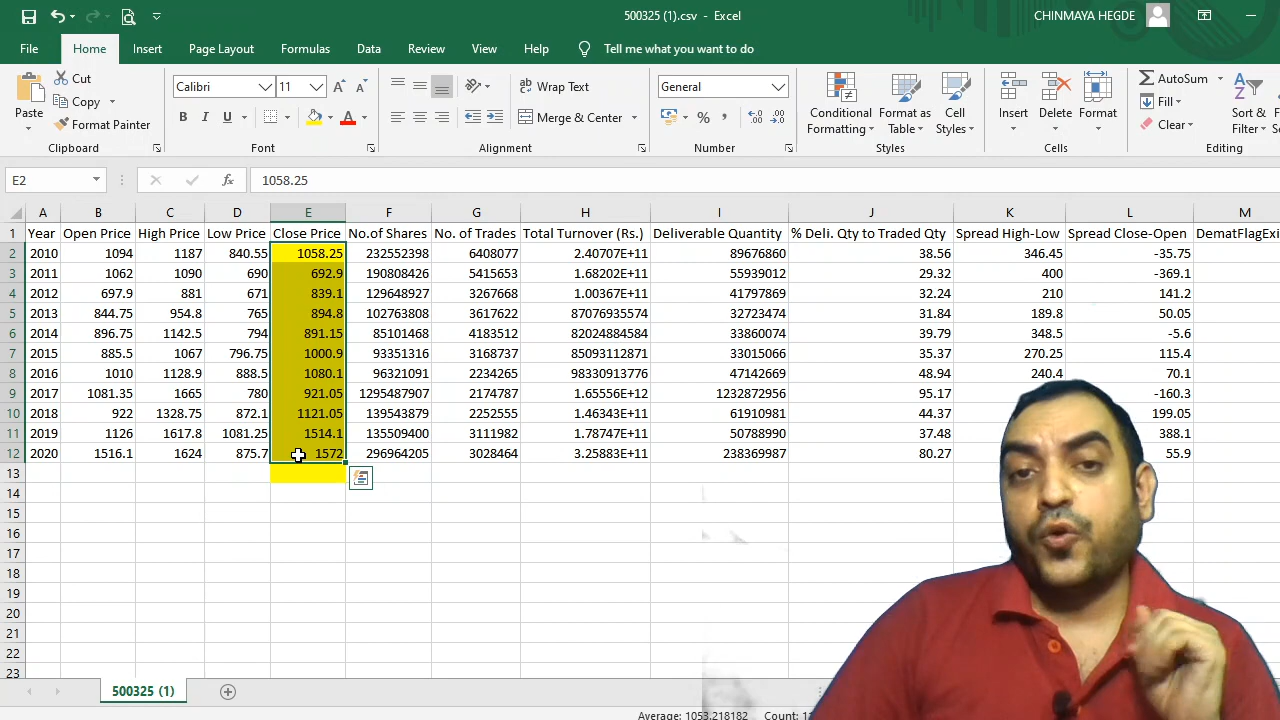 500325 (1).csv - Excel
CHINMAYA HEGDE
File Home Insert Page Layout Formulas Data Review View Help Tell me what you want to do
Paste
Cut
Copy
Format Painter
Clipboard
Calibri 11
B I U
Font
Wrap Text
Merge & Center
Alignment
General
Number
Conditional Formatting
Format as Table
Cell Styles
Styles
Insert Delete Format
Cells
AutoSum
Fill
Clear
Sort & Filter
Editing
E2 fx 1058.25
A B C D E F G H I J K L M
1 Year Open Price High Price Low Price Close Price No.of Shares No. of Trades Total Turnover (Rs.) Deliverable Quantity % Deli. Qty to Traded Qty Spread High-Low Spread Close-Open DematFlagExi
2 2010 1094 1187 840.55 1058.25 232552398 6408077 2.40707E+11 89676860 38.56 346.45 -35.75
3 2011 1062 1090 690 692.9 190808426 5415653 1.68202E+11 55939012 29.32 400 -369.1
4 2012 697.9 881 671 839.1 129648927 3267668 1.00367E+11 41797869 32.24 210 141.2
5 2013 844.75 954.8 765 894.8 102763808 3617622 87076935574 32723474 31.84 189.8 50.05
6 2014 896.75 1142.5 794 891.15 85101468 4183512 82024884584 33860074 39.79 348.5 -5.6
7 2015 885.5 1067 796.75 1000.9 93351316 3168737 85093112871 33015066 35.37 270.25 115.4
8 2016 1010 1128.9 888.5 1080.1 96321091 2234265 98330913776 47142669 48.94 240.4 70.1
9 2017 1081.35 1665 780 921.05 1295487907 2174787 1.65556E+12 1232872956 95.17 -160.3
10 2018 922 1328.75 872.1 1121.05 139543879 2252555 1.46343E+11 61910981 44.37 199.05
11 2019 1126 1617.8 1081.25 1514.1 135509400 3111982 1.78747E+11 50788990 37.48 388.1
12 2020 1516.1 1624 875.7 1572 296964205 3028464 3.25883E+11 238369987 80.27 55.9
13
14
15
16
17
18
19
20
21
22
23
500325 (1)
Average: 1053.218182 Count: